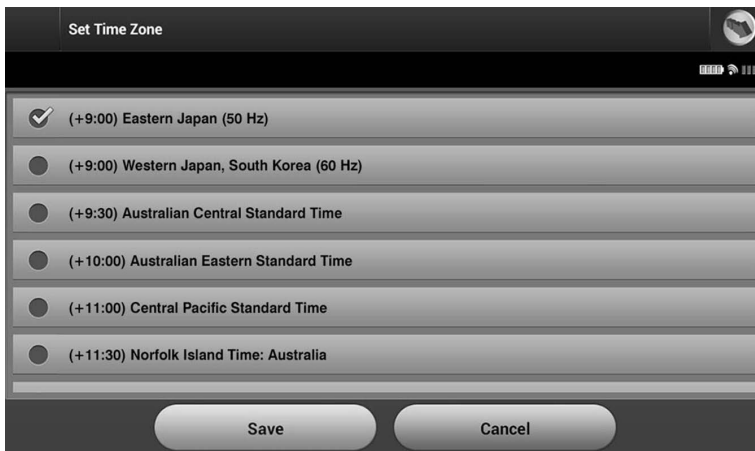 Set Time Zone
(+9:00) Eastern Japan (50 Hz)
(+9:00) Western Japan, South Korea (60 Hz)
(+9:30) Australian Central Standard Time
(+10:00) Australian Eastern Standard Time
(+11:00) Central Pacific Standard Time
(+11:30) Norfolk Island Time: Australia
Save Cancel